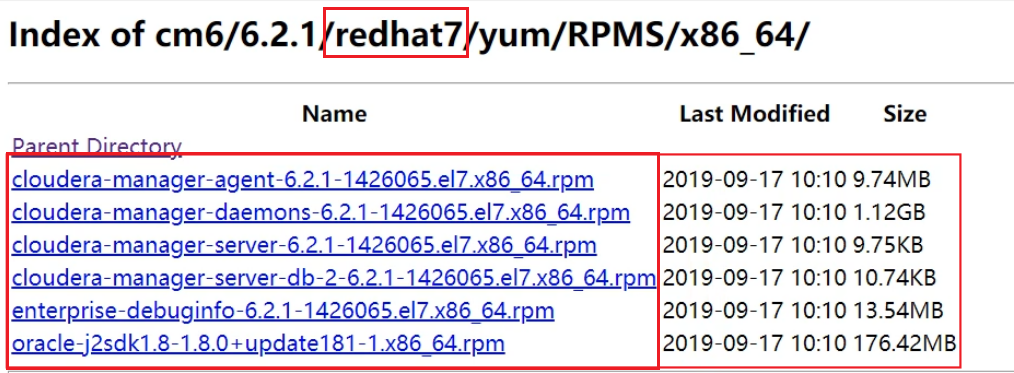 Index of cm6/6.2.1/redhat7/yum/RPMS/x86_64/
Name Last Modified Size
Parent Directory
cloudera-manager-agent-6.2.1-1426065.el7.x86_64.rpm 2019-09-17 10:10 9.74MB
cloudera-manager-daemons-6.2.1-1426065.el7.x86_64.rpm 2019-09-17 10:10 1.12GB
cloudera-manager-server-6.2.1-1426065.el7.x86_64.rpm 2019-09-17 10:10 9.75KB
cloudera-manager-server-db-2-6.2.1-1426065.el7.x86_64.rpm 2019-09-17 10:10 10.74KB
enterprise-debuginfo-6.2.1-1426065.el7.x86_64.rpm 2019-09-17 10:10 13.54MB
oracle-j2sdk1.8-1.8.0+update181-1.x86_64.rpm 2019-09-17 10:10 176.42MB